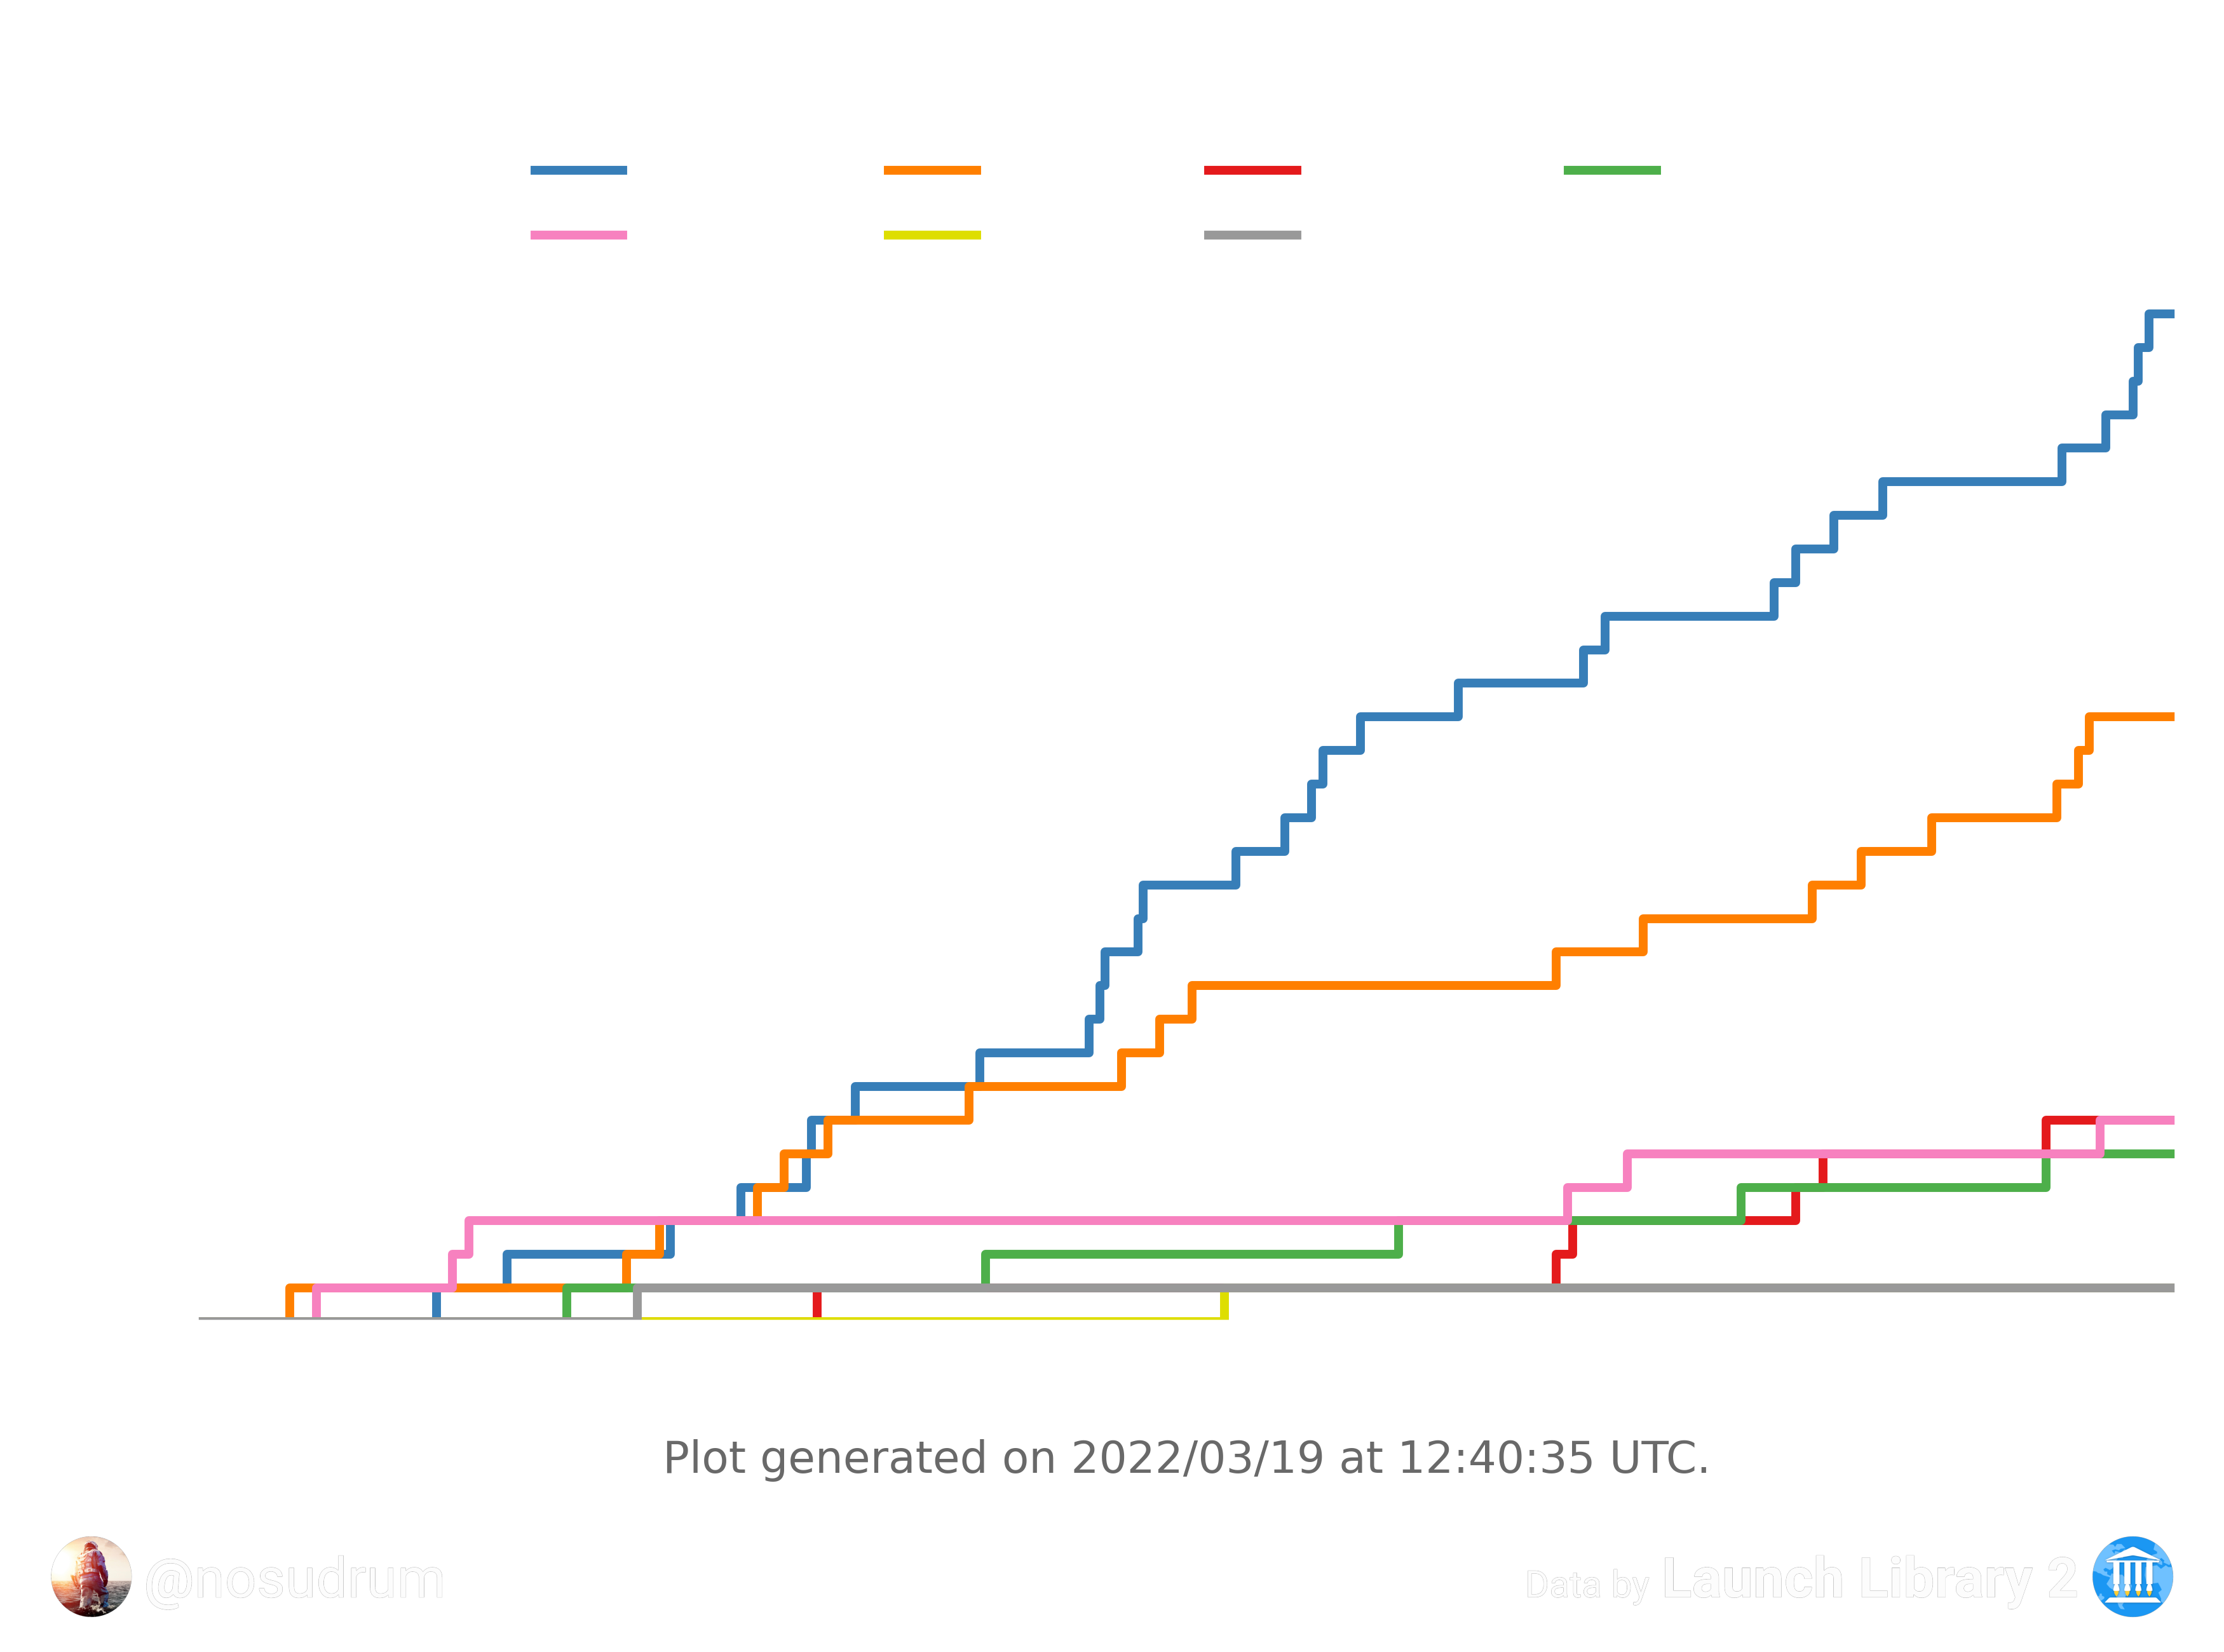 Plot generated on 2022/03/19 at 12:40:35 UTC.
@nosudrum
Data by Launch Library 2